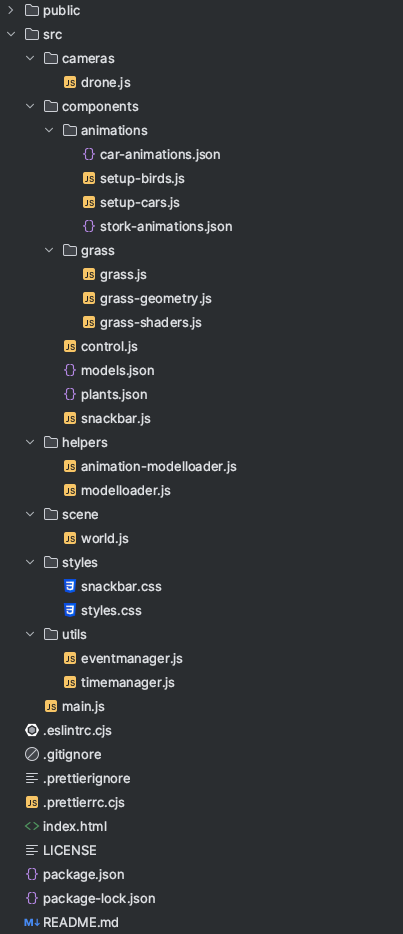 public
src
cameras
JS drone.js
components
animations
{} car-animations.json
JS setup-birds.js
JS setup-cars.js
{} stork-animations.json
grass
JS grass.js
JS grass-geometry.js
JS grass-shaders.js
JS control.js
{} models.json
{} plants.json
JS snackbar.js
helpers
JS animation-modelloader.js
JS modelloader.js
scene
JS world.js
styles
snackbar.css
styles.css
utils
JS eventmanager.js
JS timemanager.js
JS main.js
.eslintrc.cjs
.gitignore
.prettierignore
JS .prettierrc.cjs
<> index.html
LICENSE
{} package.json
{} package-lock.json
M↓ README.md